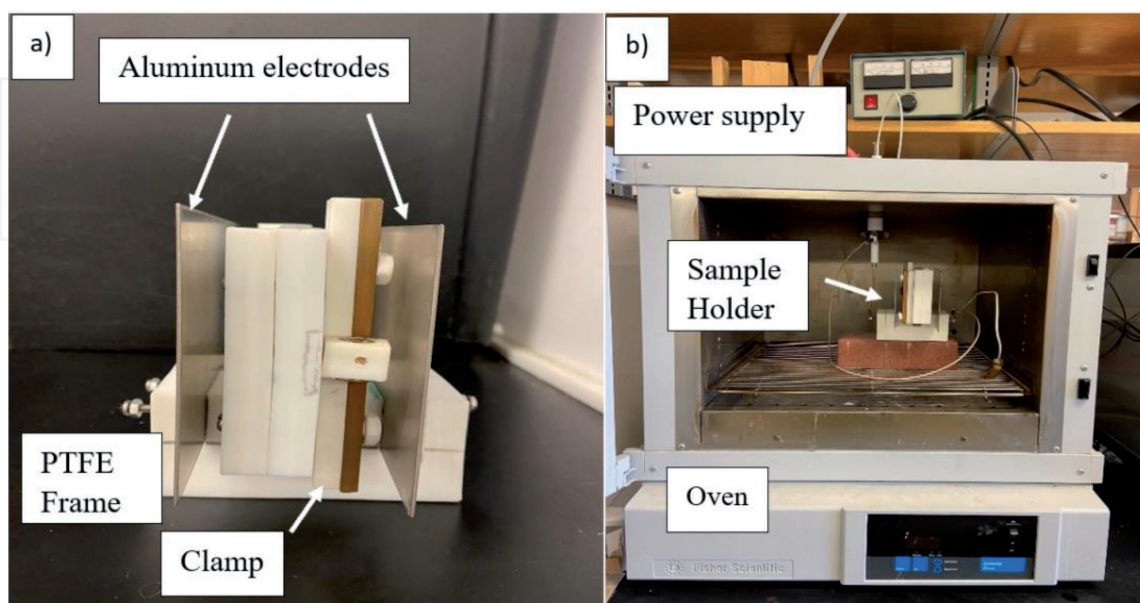 a)
Aluminum electrodes
PTFE
Frame
Clamp
b)
Power supply
Sample
Holder
Oven
Fisher Scientific